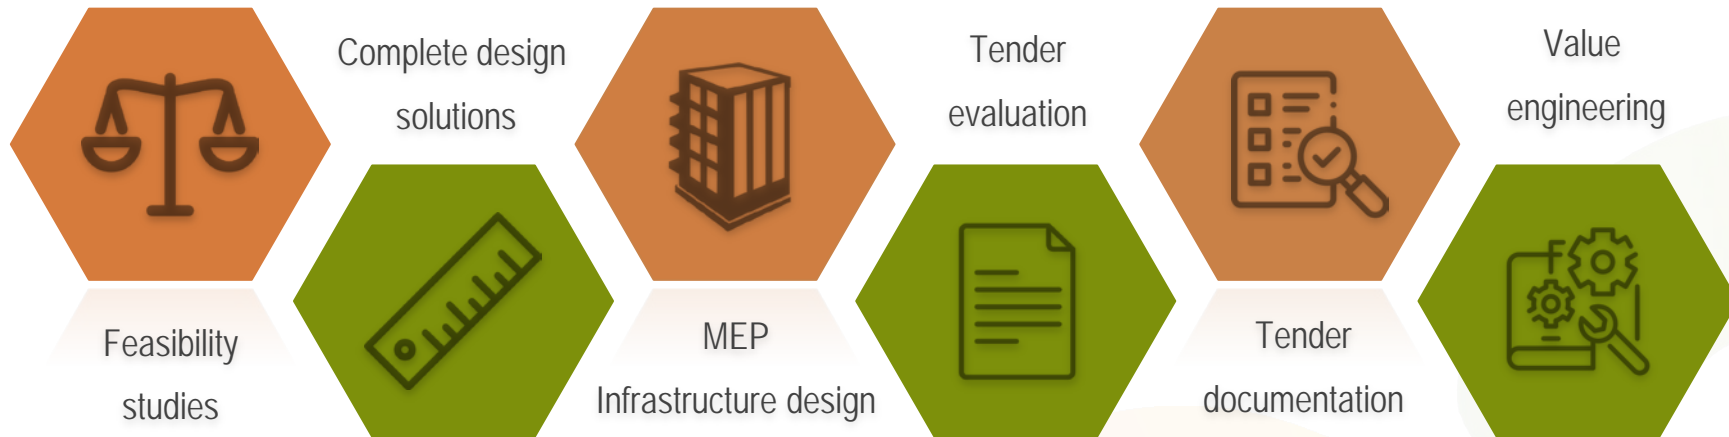 Feasibility
studies
Complete design
solutions
MEP
Infrastructure design
Tender
evaluation
Tender
documentation
Value
engineering